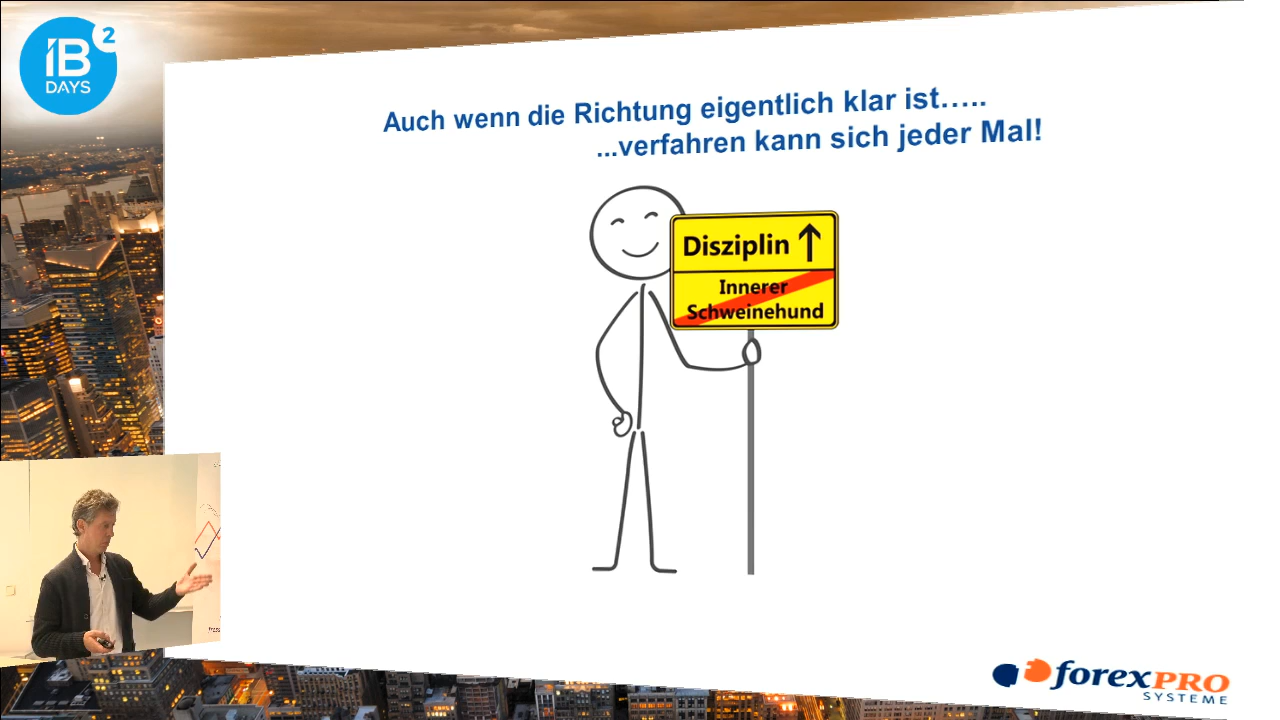 IB²
DAYS
Auch wenn die Richtung eigentlich klar ist.....
...verfahren kann sich jeder Mal!
Disziplin ↑
Innerer
Schweinehund
forexPRO
SYSTEME